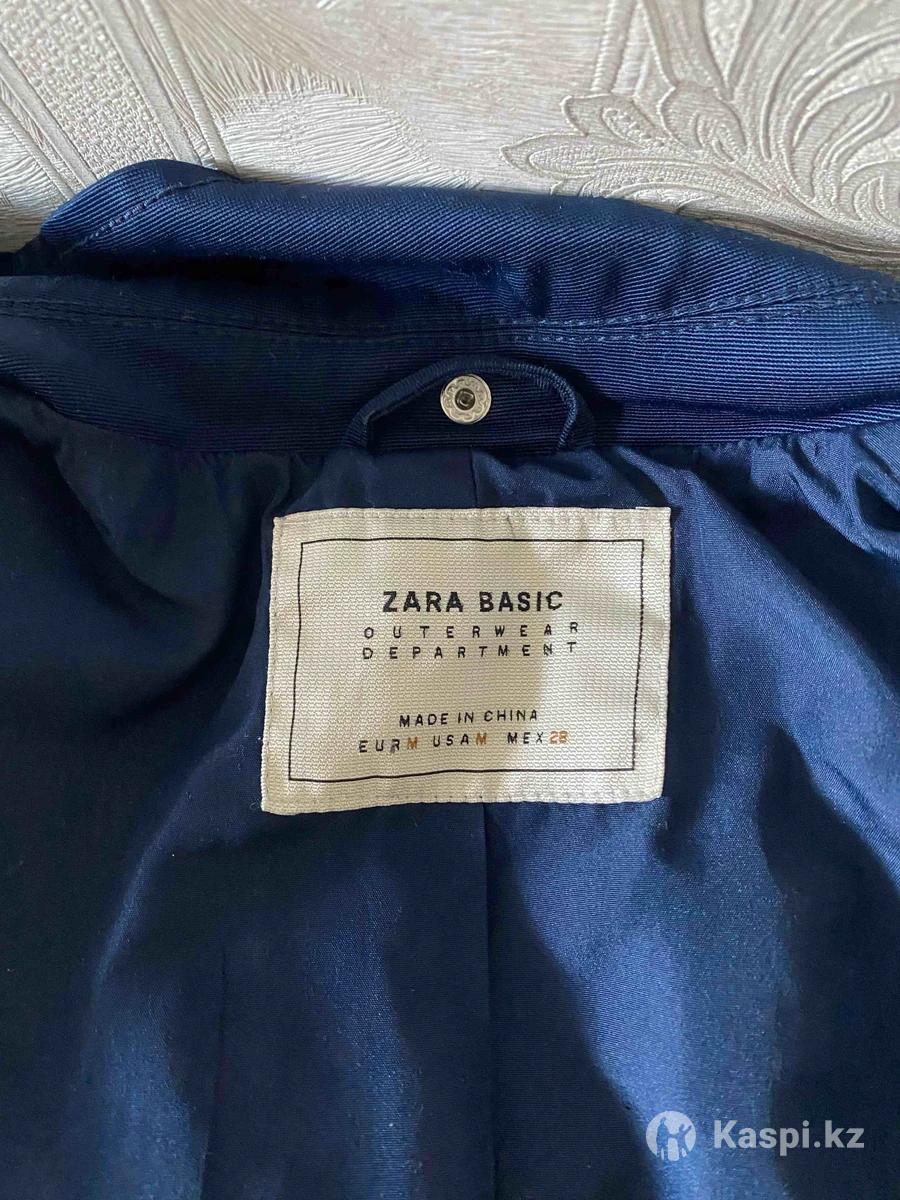 ZARA BASIC
OUTERWEAR
DEPARTMENT
MADE IN CHINA
EUR M USA M MEX 28
Kaspi.kz